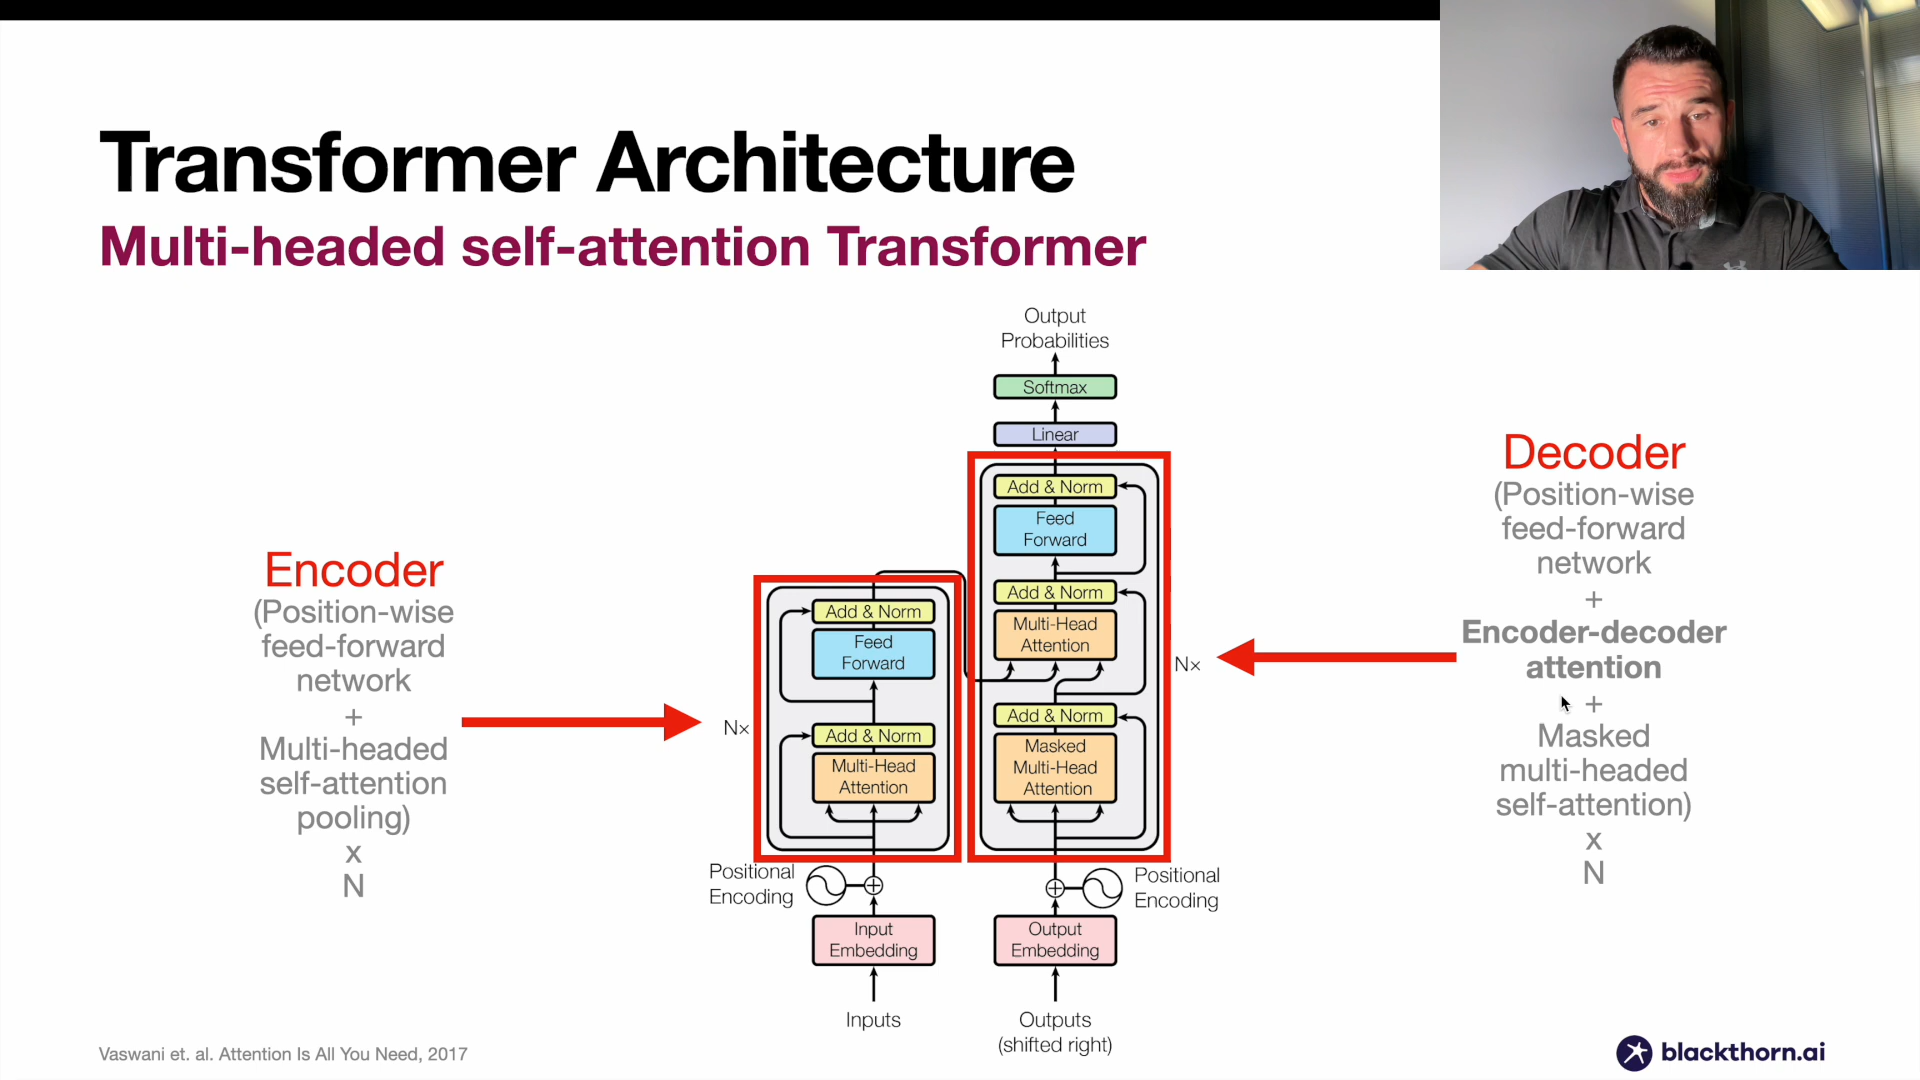 Transformer Architecture
Multi-headed self-attention Transformer
Output
Probabilities
Softmax
Linear
Add & Norm
Feed
Forward
Add & Norm
Multi-Head
Attention
Add & Norm
Masked
Multi-Head
Attention
N×
Positional
Encoding
Output
Embedding
Outputs
(shifted right)
Add & Norm
Feed
Forward
Add & Norm
Multi-Head
Attention
N×
Positional
Encoding
Input
Embedding
Inputs
Encoder
(Position-wise
feed-forward
network
+
Multi-headed
self-attention
pooling)
x
N
Decoder
(Position-wise
feed-forward
network
+
Encoder-decoder
attention
+
Masked
multi-headed
self-attention)
x
N
Vaswani et. al. Attention Is All You Need, 2017
blackthorn.ai